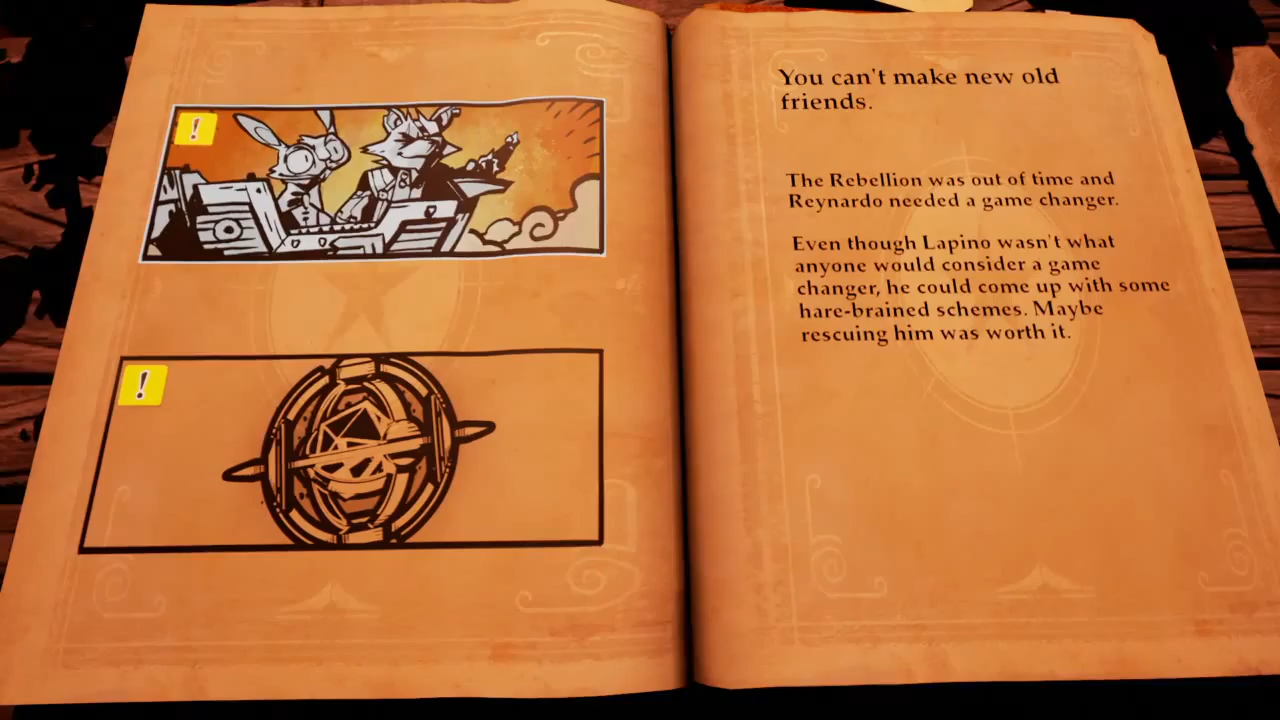 !
!
You can't make new old
friends.
The Rebellion was out of time and
Reynardo needed a game changer.
Even though Lapino wasn't what
anyone would consider a game
changer, he could come up with some
hare-brained schemes. Maybe
rescuing him was worth it.